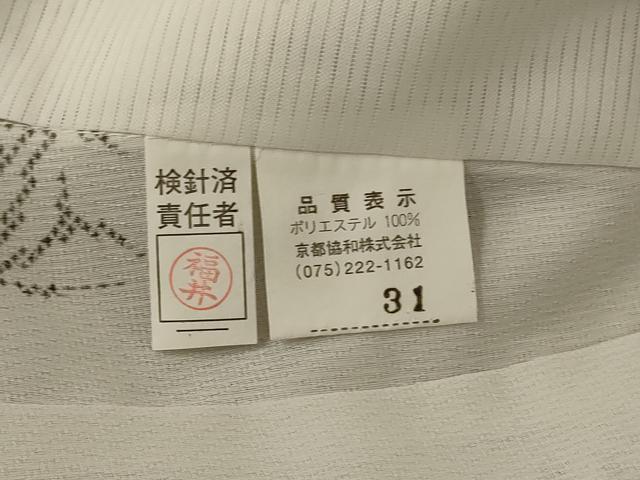 検針済
責任者
福井
品質表示
ポリエステル 100%
京都協和株式会社
(075)222-1162
31